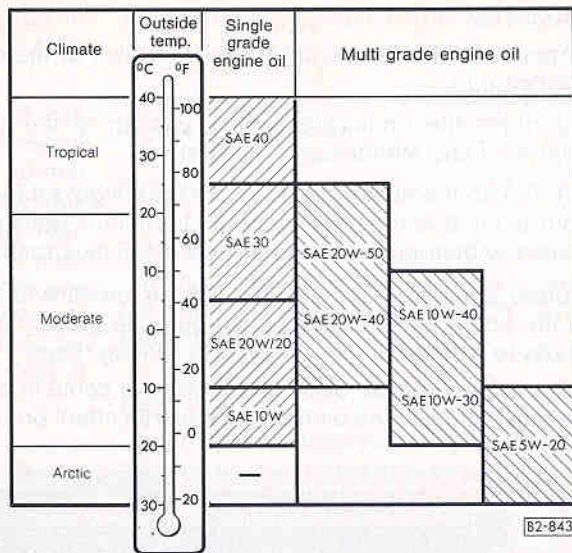 Climate
Outside temp.
Single grade engine oil
Multi grade engine oil
°C °F
40 100
Tropical
SAE 40
30 80
20
SAE 30
60
10
40
SAE 20W-50
SAE 10W-40
Moderate
0
SAE 20W/20
SAE 20W-40
20
10
SAE 10W
SAE 10W-30
0
20
SAE 5W-20
Arctic
—
30 20
B2-843